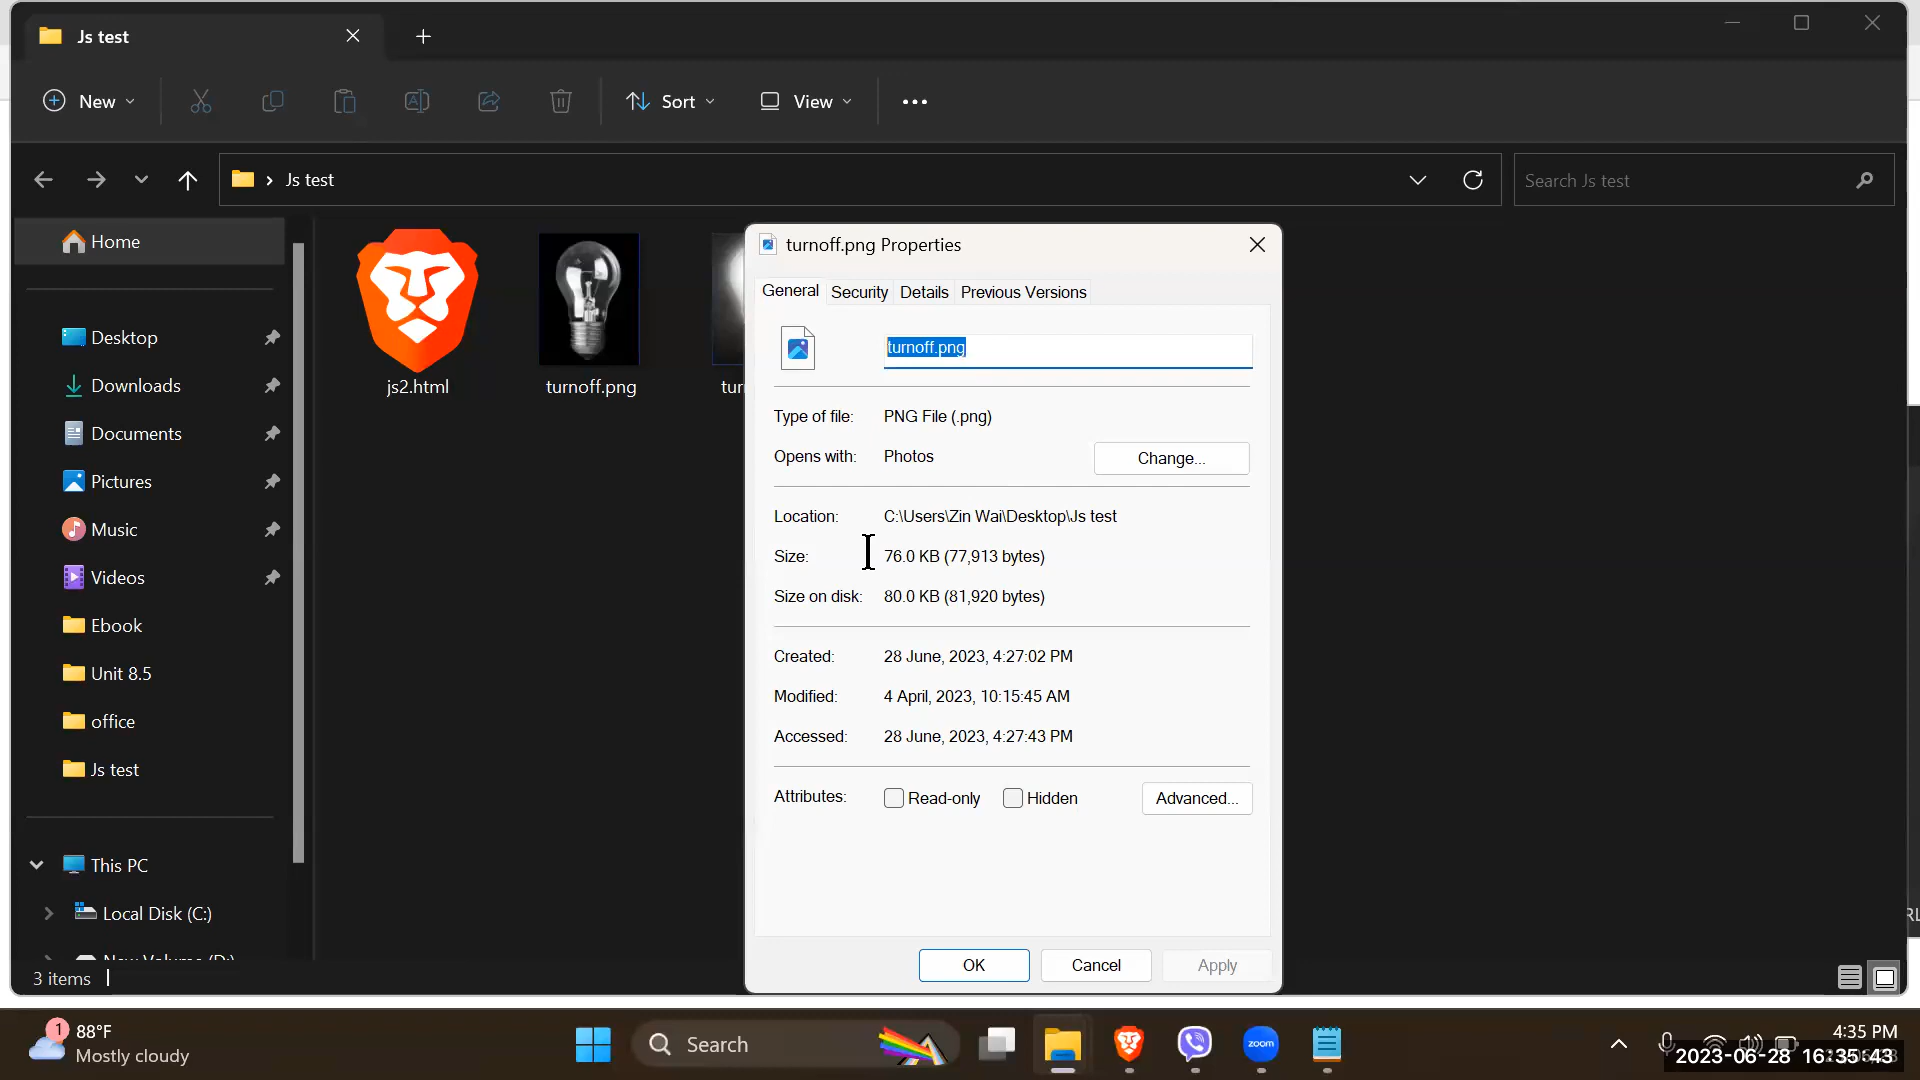 Js test
New
Sort
View
Js test
Search Js test
Home
Desktop
Downloads
Documents
Pictures
Music
Videos
Ebook
Unit 8.5
office
Js test
This PC
Local Disk (C:)
New Volume (D:)
3 items
js2.html
turnoff.png
tur
turnoff.png Properties
General
Security
Details
Previous Versions
turnoff.png
Type of file: PNG File (.png)
Opens with: Photos
Change...
Location: C:\Users\Zin Wai\Desktop\Js test
Size: 76.0 KB (77,913 bytes)
Size on disk: 80.0 KB (81,920 bytes)
Created: 28 June, 2023, 4:27:02 PM
Modified: 4 April, 2023, 10:15:45 AM
Accessed: 28 June, 2023, 4:27:43 PM
Attributes: Read-only Hidden
Advanced...
OK
Cancel
Apply
1
88°F
Mostly cloudy
Search
zoom
4:35 PM
2023-06-28 16:35:43